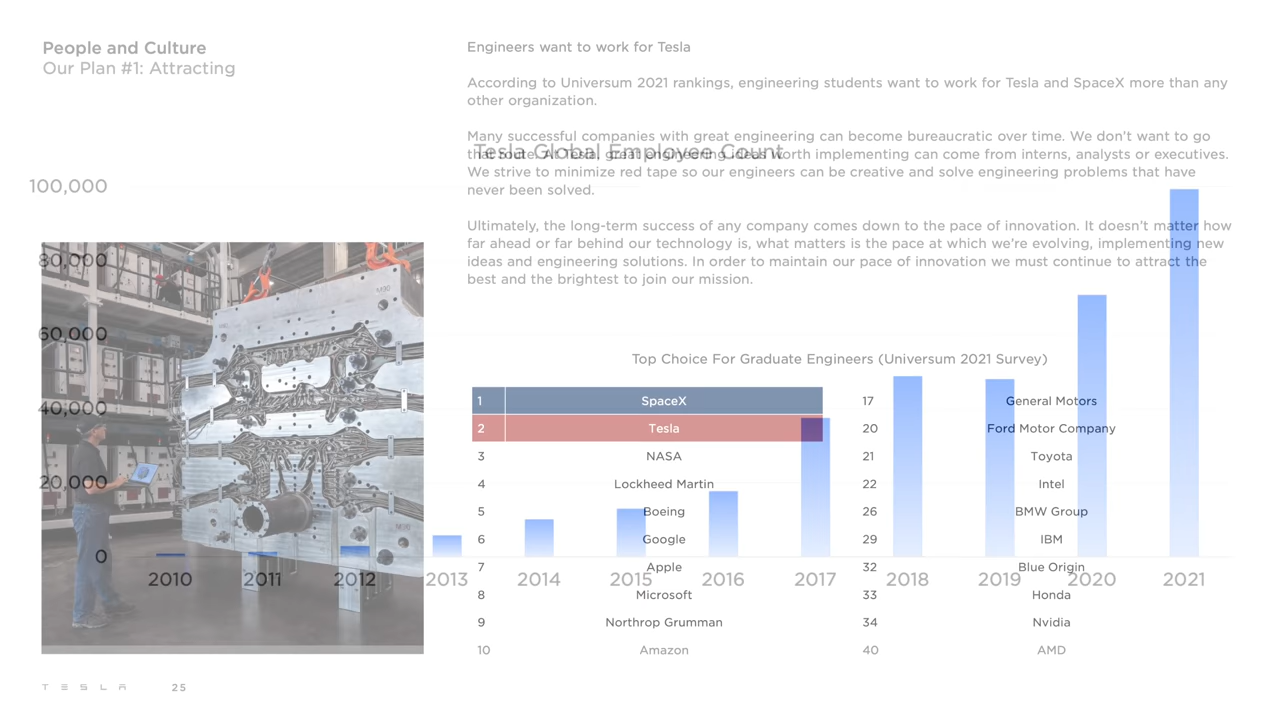 People and Culture
Our Plan #1: Attracting
Engineers want to work for Tesla
According to Universum 2021 rankings, engineering students want to work for Tesla and SpaceX more than any
other organization.
Many successful companies with great engineering can become bureaucratic over time. We don't want to go
that route. At Tesla, great engineering ideas worth implementing can come from interns, analysts or executives.
We strive to minimize red tape so our engineers can be creative and solve engineering problems that have
never been solved.
Ultimately, the long-term success of any company comes down to the pace of innovation. It doesn't matter how
far ahead or far behind our technology is, what matters is the pace at which we're evolving, implementing new
ideas and engineering solutions. In order to maintain our pace of innovation we must continue to attract the
best and the brightest to join our mission.
Tesla Global Employee Count
100,000
80,000
60,000
40,000
20,000
0
2010 2011 2012 2013 2014 2015 2016 2017 2018 2019 2020 2021
Top Choice For Graduate Engineers (Universum 2021 Survey)
1 SpaceX 17 General Motors
2 Tesla 20 Ford Motor Company
3 NASA 21 Toyota
4 Lockheed Martin 22 Intel
5 Boeing 26 BMW Group
6 Google 29 IBM
7 Apple 32 Blue Origin
8 Microsoft 33 Honda
9 Northrop Grumman 34 Nvidia
10 Amazon 40 AMD
M90
TESLA 25